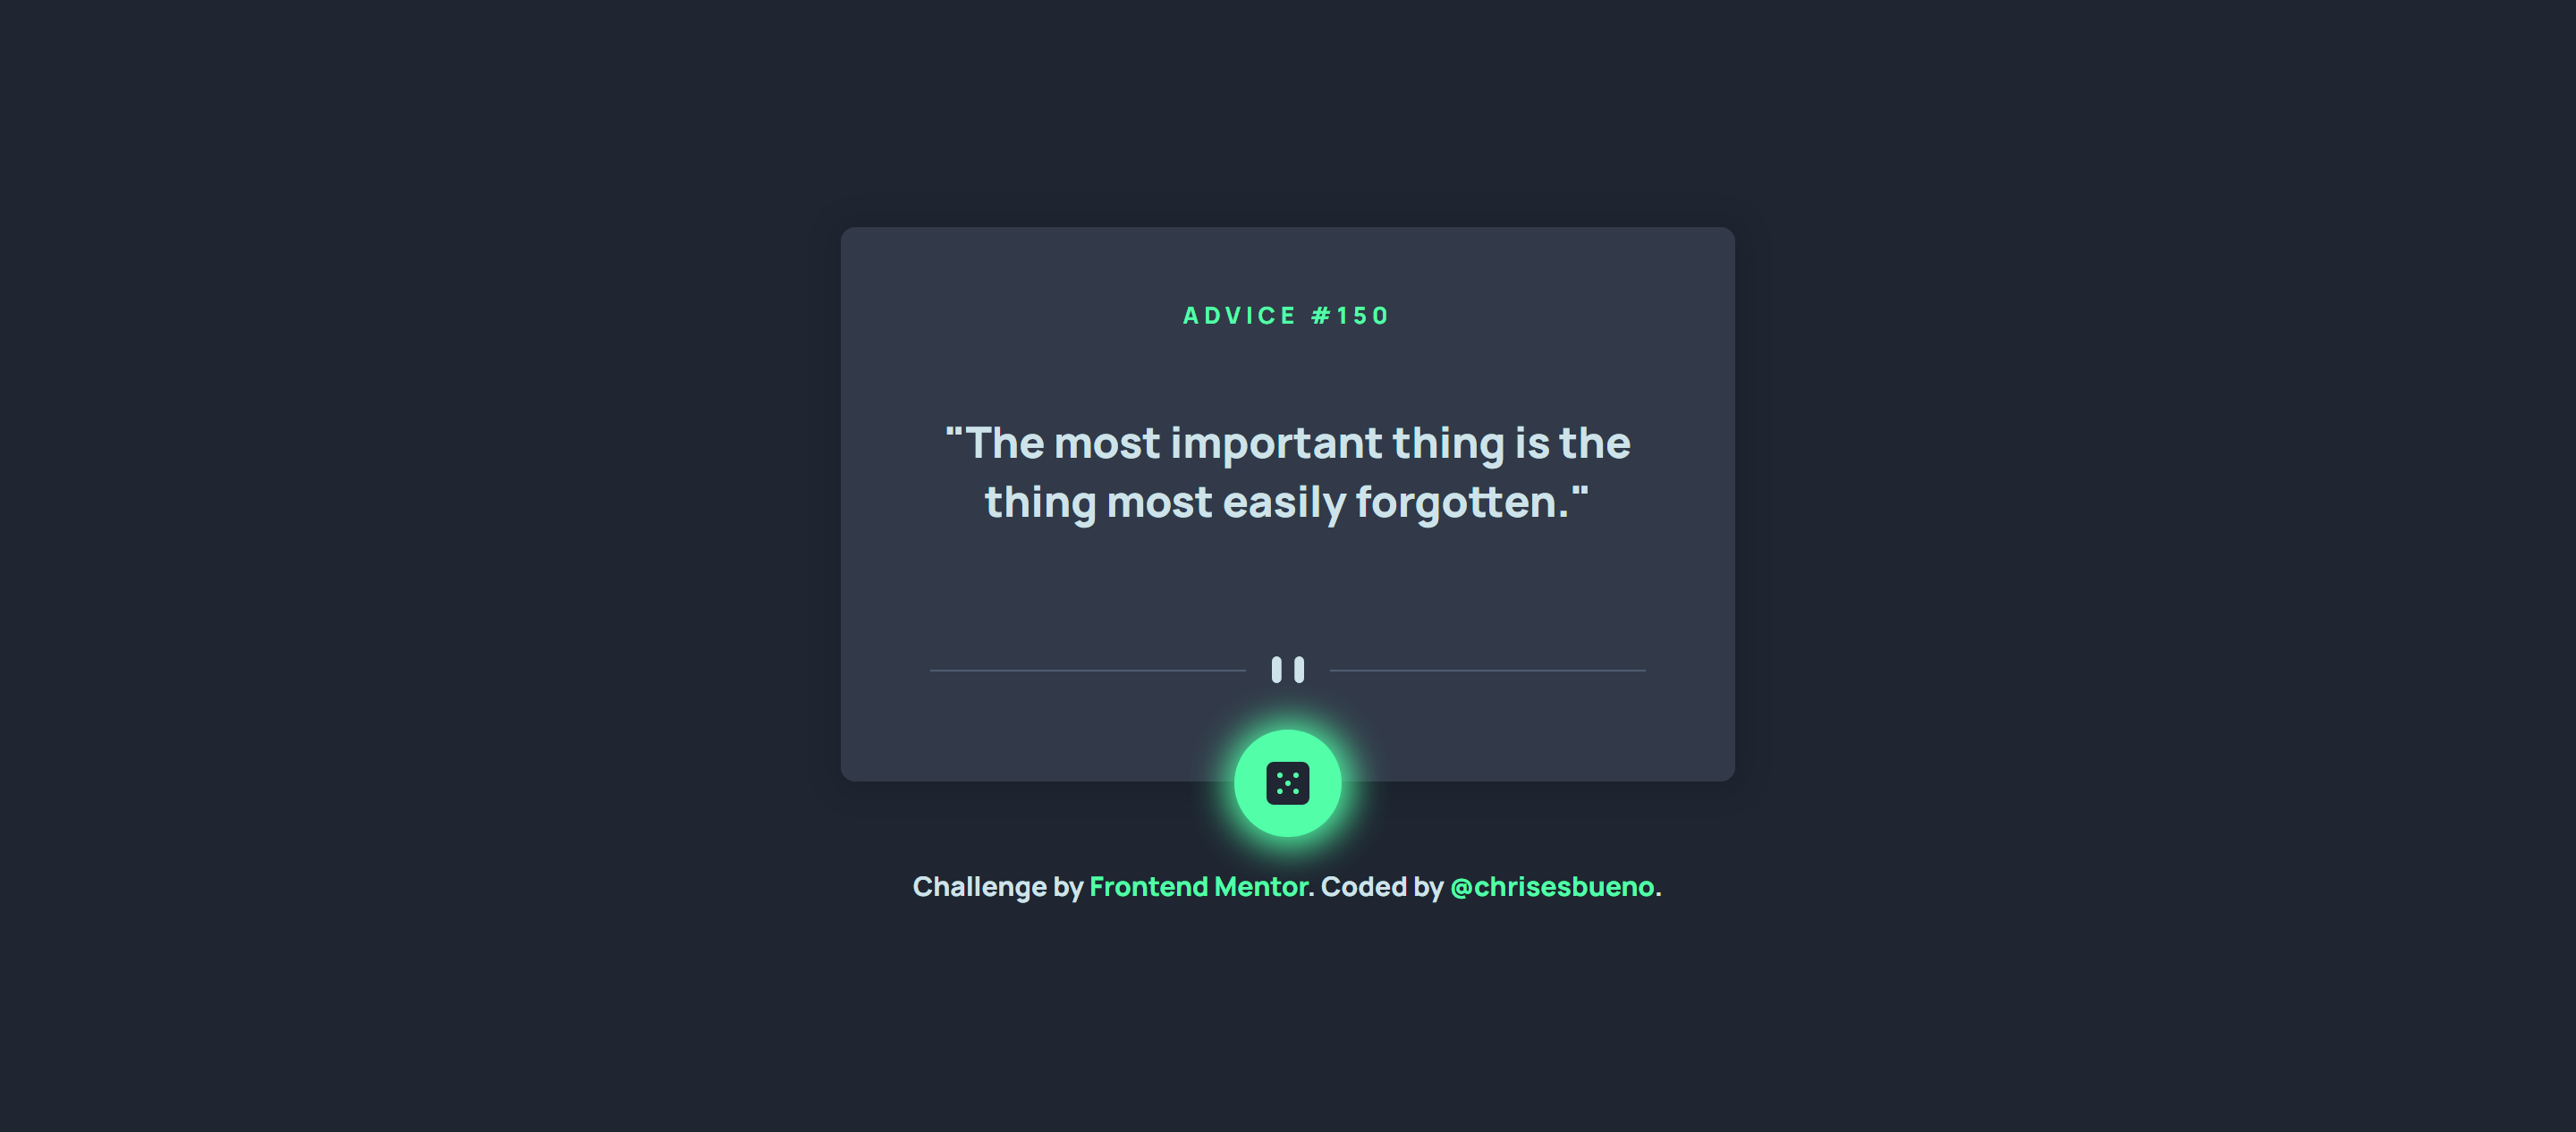 ADVICE #150
"The most important thing is the
thing most easily forgotten."
Challenge by Frontend Mentor. Coded by @chrisesbueno.